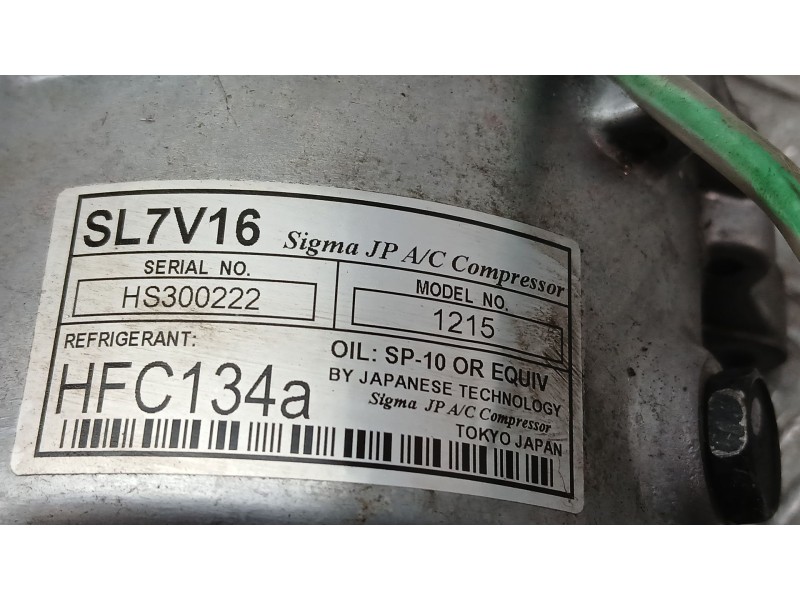 SL7V16 Sigma JP A/C Compressor
SERIAL NO.
HS300222
MODEL NO.
1215
REFRIGERANT:
HFC134a
OIL: SP-10 OR EQUIV
BY JAPANESE TECHNOLOGY
Sigma JP A/C Compressor
TOKYO JAPAN